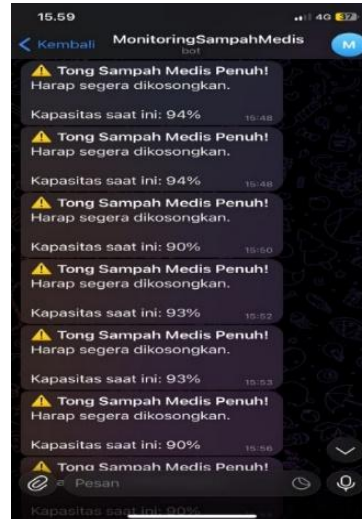 15.59
4G 37
Kembali
MonitoringSampahMedis
bot
M
⚠️ Tong Sampah Medis Penuh!
Harap segera dikosongkan.
Kapasitas saat ini: 94%
15:48
⚠️ Tong Sampah Medis Penuh!
Harap segera dikosongkan.
Kapasitas saat ini: 94%
15:48
⚠️ Tong Sampah Medis Penuh!
Harap segera dikosongkan.
Kapasitas saat ini: 90%
15:50
⚠️ Tong Sampah Medis Penuh!
Harap segera dikosongkan.
Kapasitas saat ini: 93%
15:52
⚠️ Tong Sampah Medis Penuh!
Harap segera dikosongkan.
Kapasitas saat ini: 93%
15:53
⚠️ Tong Sampah Medis Penuh!
Harap segera dikosongkan.
Kapasitas saat ini: 90%
15:56
⚠️ Tong Sampah Medis Penuh!
Pesan
Kapasitas saat ini: 90%